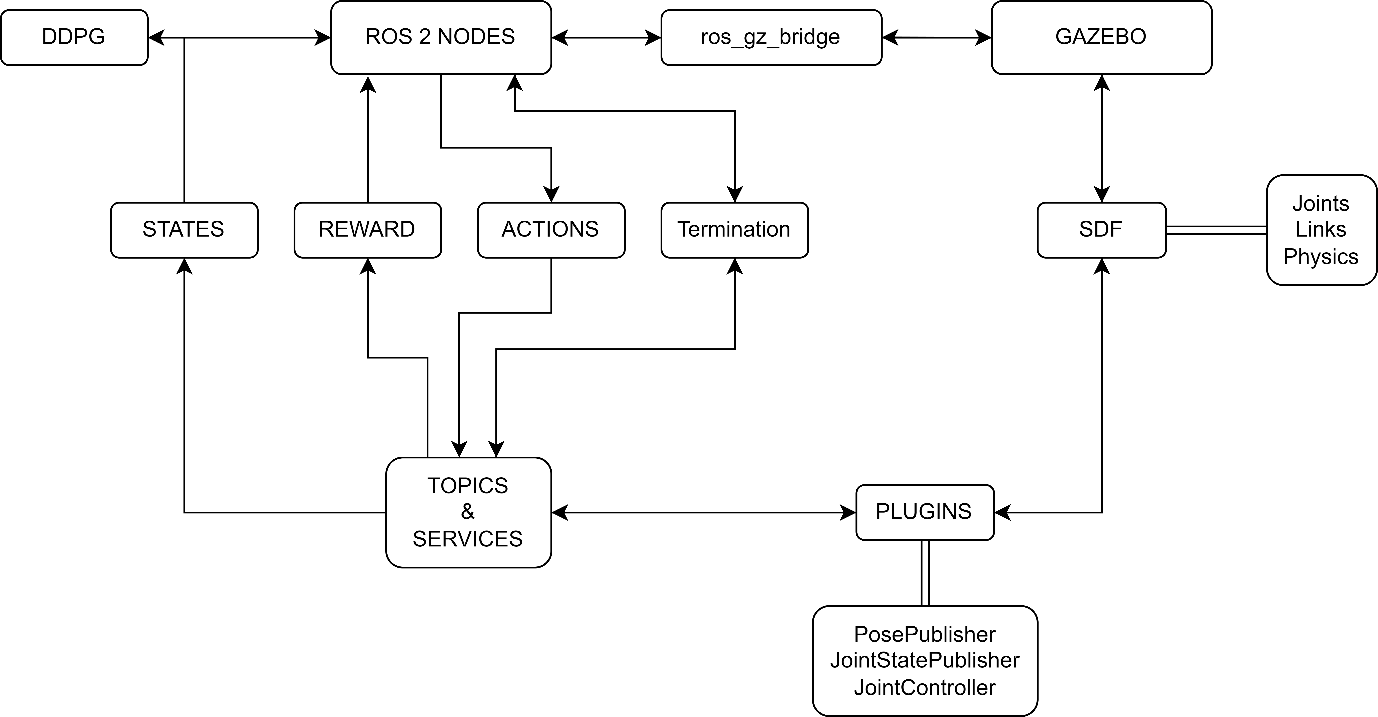 DDPG
ROS 2 NODES
ros_gz_bridge
GAZEBO
STATES
REWARD
ACTIONS
Termination
SDF
Joints
Links
Physics
TOPICS
&
SERVICES
PLUGINS
PosePublisher
JointStatePublisher
JointController